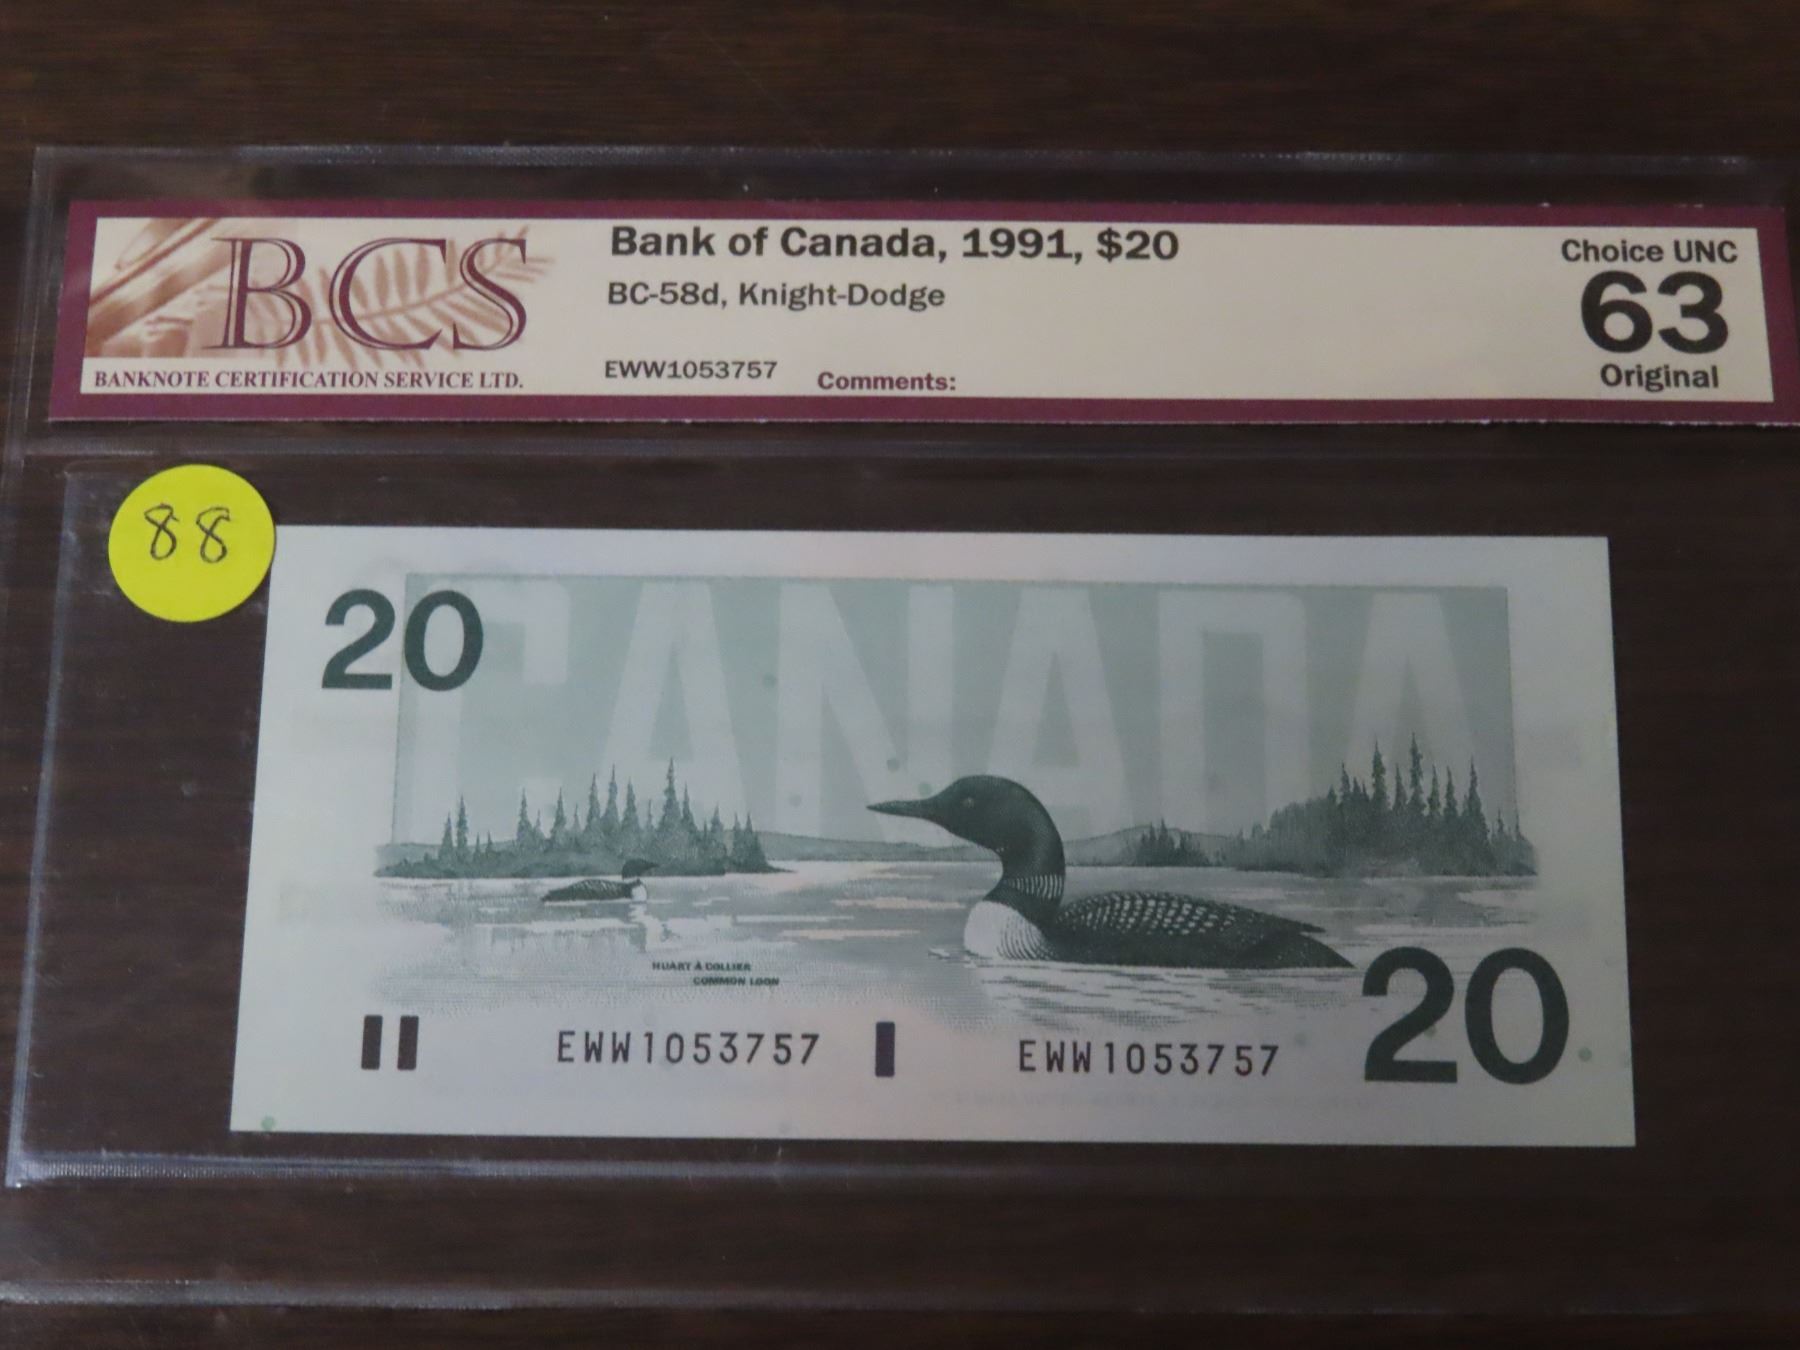 BCS
BANKNOTE CERTIFICATION SERVICE LTD.
Bank of Canada, 1991, $20
BC-58d, Knight-Dodge
EWW1053757
Comments:
Choice UNC
63
Original
88
20
CANADA
HUART À COLLIER
COMMON LOON
EWW1053757
EWW1053757
20